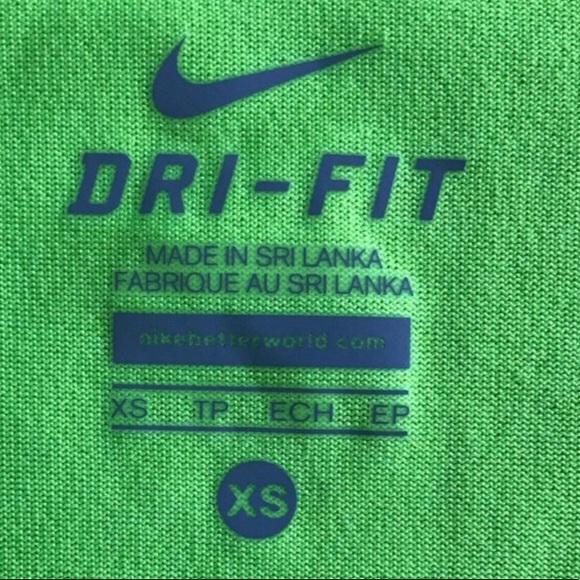 DRI-FIT
MADE IN SRI LANKA
FABRIQUE AU SRI LANKA
nikebetterworld.com
XS TP ECH EP
XS